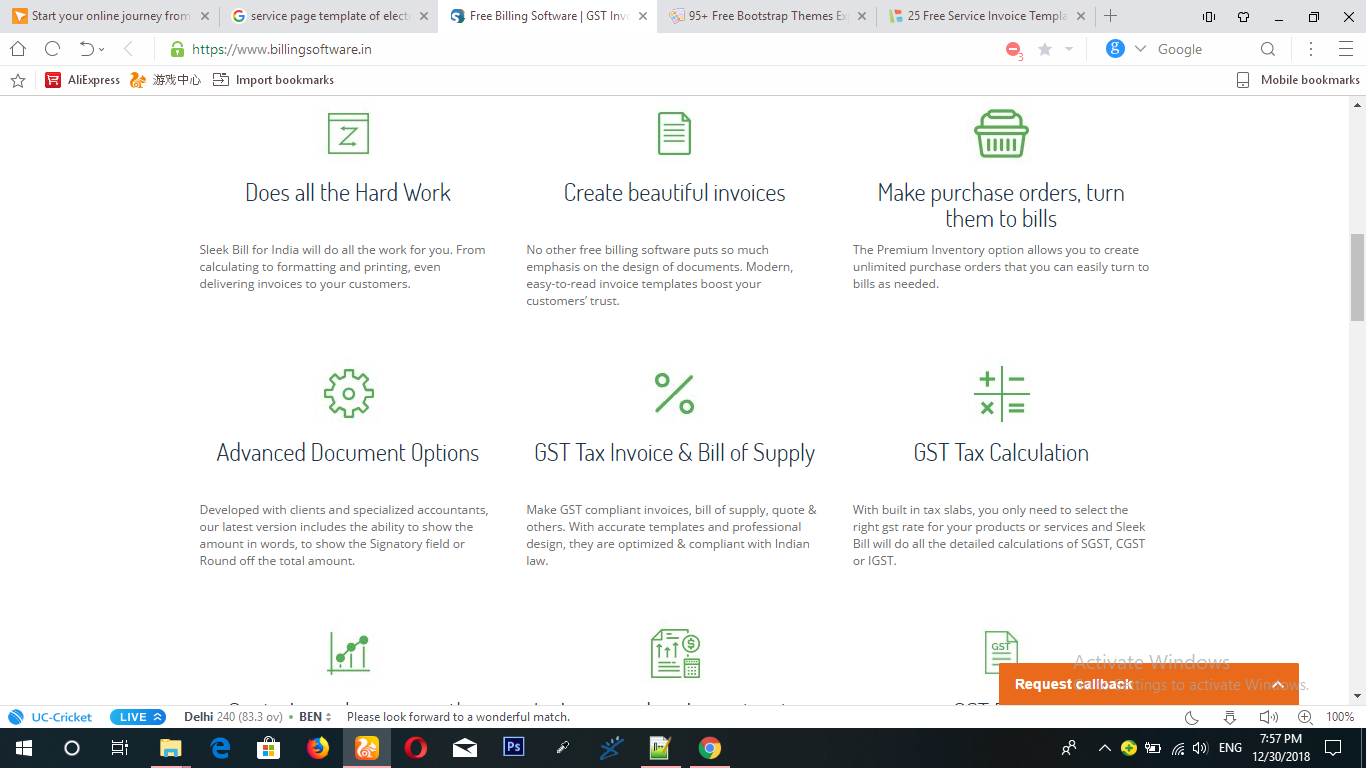 Start your online journey from
service page template of elect
Free Billing Software | GST Inv
95+ Free Bootstrap Themes Ex
25 Free Service Invoice Templa
https://www.billingsoftware.in
3
Google
AliExpress
游戏中心
Import bookmarks
Mobile bookmarks
Does all the Hard Work
Sleek Bill for India will do all the work for you. From
calculating to formatting and printing, even
delivering invoices to your customers.
Create beautiful invoices
No other free billing software puts so much
emphasis on the design of documents. Modern,
easy-to-read invoice templates boost your
customers’ trust.
Make purchase orders, turn
them to bills
The Premium Inventory option allows you to create
unlimited purchase orders that you can easily turn to
bills as needed.
Advanced Document Options
Developed with clients and specialized accountants,
our latest version includes the ability to show the
amount in words, to show the Signatory field or
Round off the total amount.
GST Tax Invoice & Bill of Supply
Make GST compliant invoices, bill of supply, quote &
others. With accurate templates and professional
design, they are optimized & compliant with Indian
law.
GST Tax Calculation
With built in tax slabs, you only need to select the
right gst rate for your products or services and Sleek
Bill will do all the detailed calculations of SGST, CGST
or IGST.
GST
Activate Windows
Request callback
Settings to activate Windows.
UC-Cricket
LIVE
Delhi 240 (83.3 ov) • BEN
Please look forward to a wonderful match.
100%
Ps
ENG
7:57 PM
12/30/2018